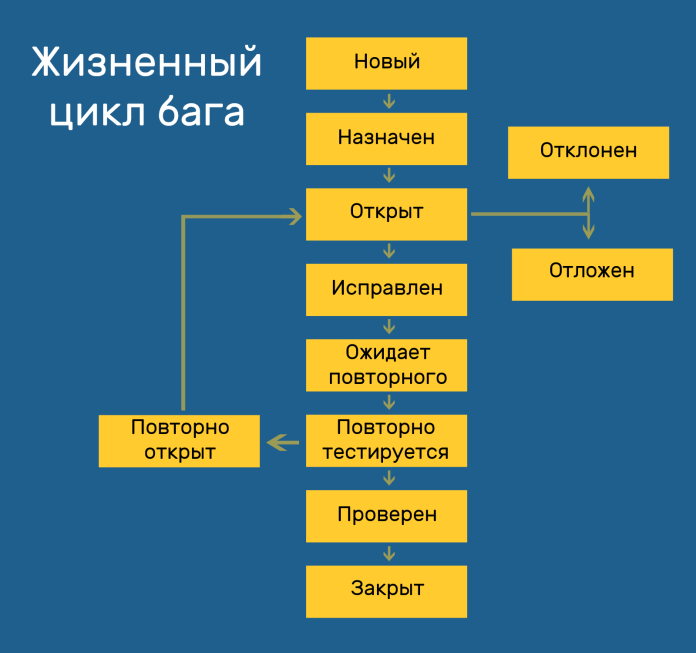 Жизненный
цикл бага
Новый
Назначен
Отклонен
Открыт
Отложен
Исправлен
Ожидает
повторного
Повторно
открыт
Повторно
тестируется
Проверен
Закрыт